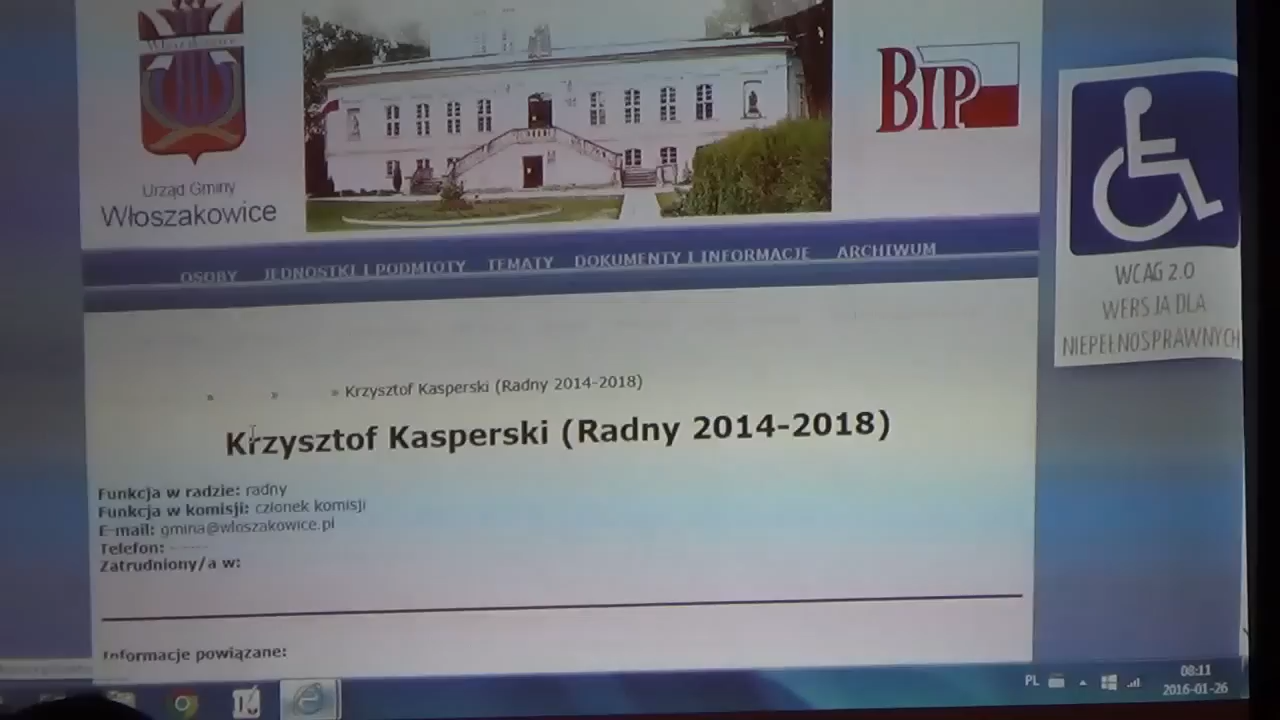 Urząd Gminy
Włoszakowice
BIP
OSOBY JEDNOSTKI I PODMIOTY TEMATY DOKUMENTY I INFORMACJE ARCHIWUM
WCAG 2.0
WERSJA DLA
NIEPEŁNOSPRAWNYCH
» » » Krzysztof Kasperski (Radny 2014-2018)
Krzysztof Kasperski (Radny 2014-2018)
Funkcja w radzie: radny
Funkcja w komisji: członek komisji
E-mail: gmina@wloszakowice.pl
Telefon:
Zatrudniony/a w:
Informacje powiązane:
PL 08:11
2016-01-26